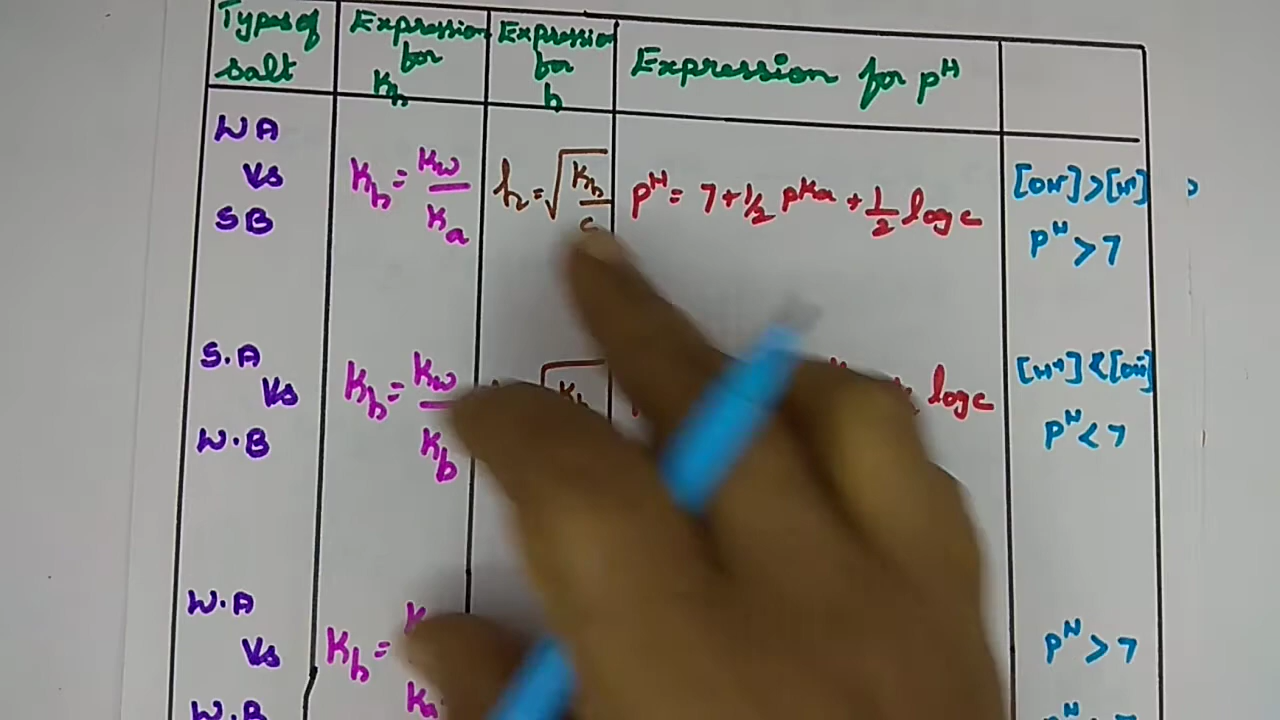 Types of salt
Expression for Kh
Expression for h
Expression for pH
WA Vs SB
Kh = Kw / Ka
h = √(Kh / c)
pH = 7 + 1/2 pKa + 1/2 log c
[OH-] > [H+] >
pH > 7
S.A Vs W.B
Kh = Kw / Kb
Kh
log c
[H+] < [OH-]
pH < 7
W.A Vs W.B
Kh =
pH > 7